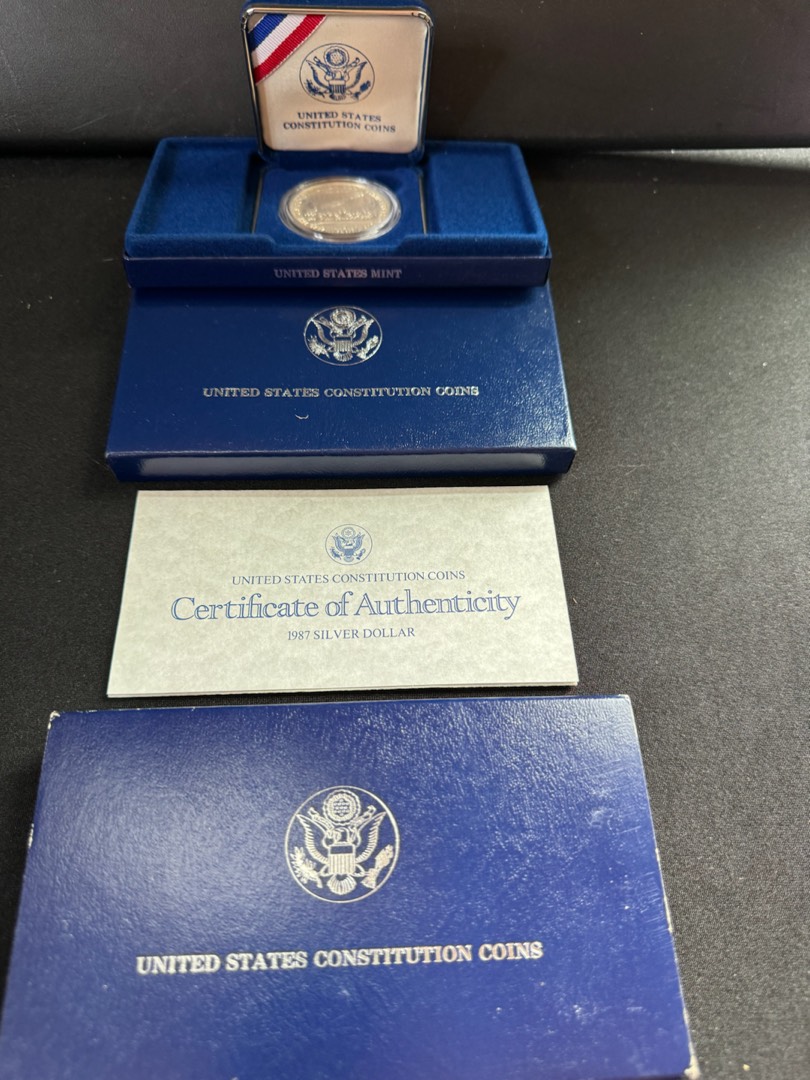 UNITED STATES
CONSTITUTION COINS
UNITED STATES MINT
UNITED STATES CONSTITUTION COINS
UNITED STATES CONSTITUTION COINS
Certificate of Authenticity
1987 SILVER DOLLAR
UNITED STATES CONSTITUTION COINS